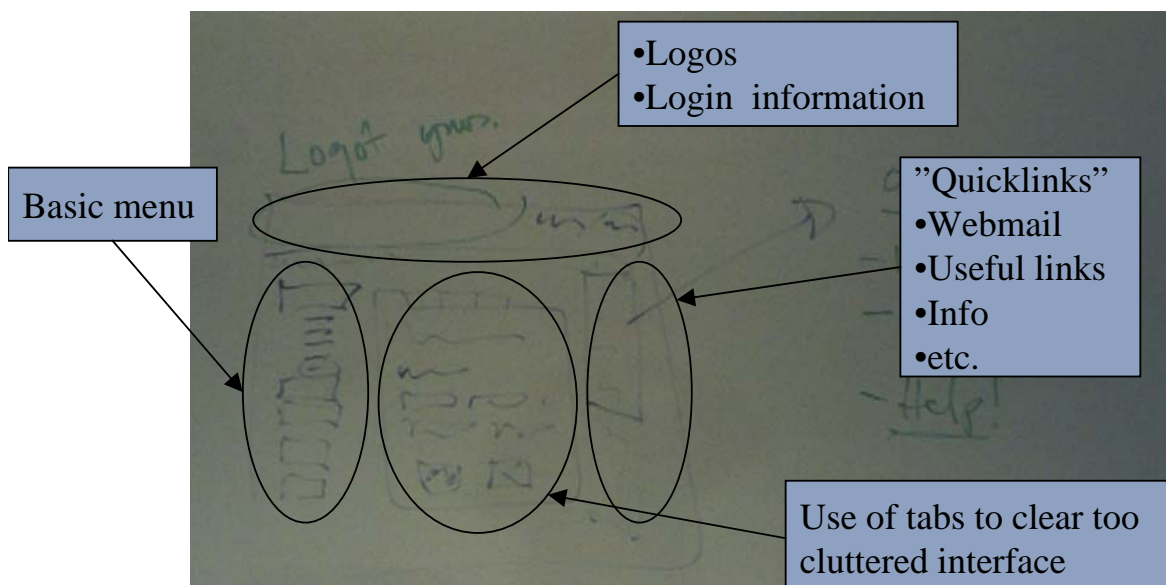 •Logos
•Login information
Logot
Basic menu
”Quicklinks”
•Webmail
•Useful links
•Info
•etc.
- Help!
Use of tabs to clear too
cluttered interface